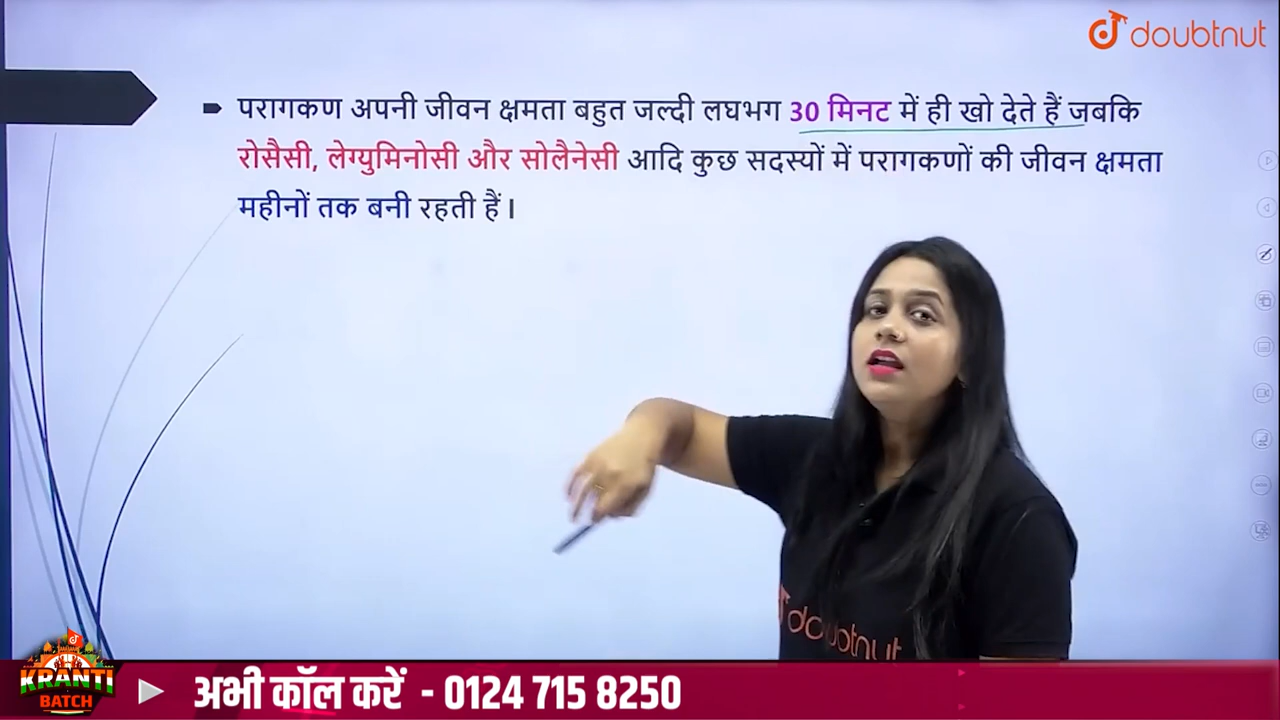 doubtnut
परागकण अपनी जीवन क्षमता बहुत जल्दी लघभग 30 मिनट में ही खो देते हैं जबकि
रोसैसी, लेग्युमिनोसी और सोलैनेसी आदि कुछ सदस्यों में परागकणों की जीवन क्षमता
महीनों तक बनी रहती हैं।
doubtnut
KRANTI
BATCH
अभी कॉल करें - 0124 715 8250